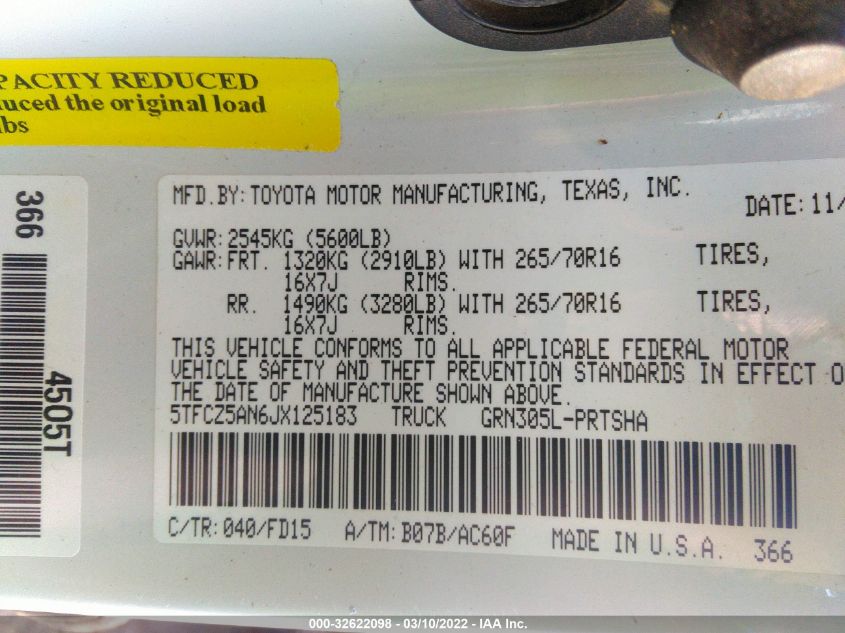 PACITY REDUCED
duced the original load
lbs
366
4505T
MFD.BY:TOYOTA MOTOR MANUFACTURING, TEXAS, INC.
DATE:11/
GVWR:2545KG (5600LB)
GAWR:FRT. 1320KG (2910LB) WITH 265/70R16 TIRES,
16X7J RIMS.
RR. 1490KG (3280LB) WITH 265/70R16 TIRES,
16X7J RIMS.
THIS VEHICLE CONFORMS TO ALL APPLICABLE FEDERAL MOTOR
VEHICLE SAFETY AND THEFT PREVENTION STANDARDS IN EFFECT O
THE DATE OF MANUFACTURE SHOWN ABOVE.
5TFCZ5AN6JX125183 TRUCK GRN305L-PRTSHA
C/TR:040/FD15 A/TM:B07B/AC60F MADE IN U.S.A. 366
000-32622098 - 03/10/2022 - IAA Inc.